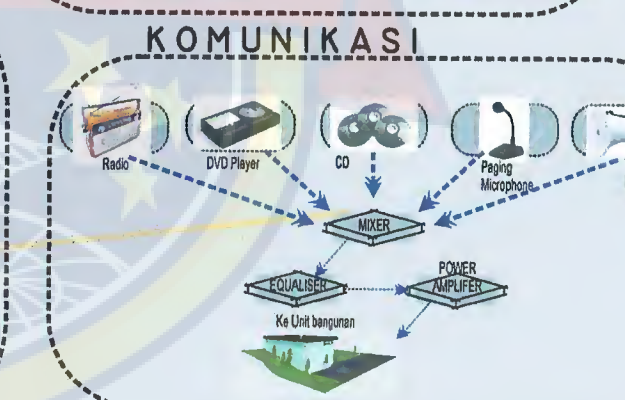 KOMUNIKASI
Radio
DVD Player
CD
Paging
Microphone
MIXER
EQUALISER
POWER
AMPLIFER
Ke Unit bangunan